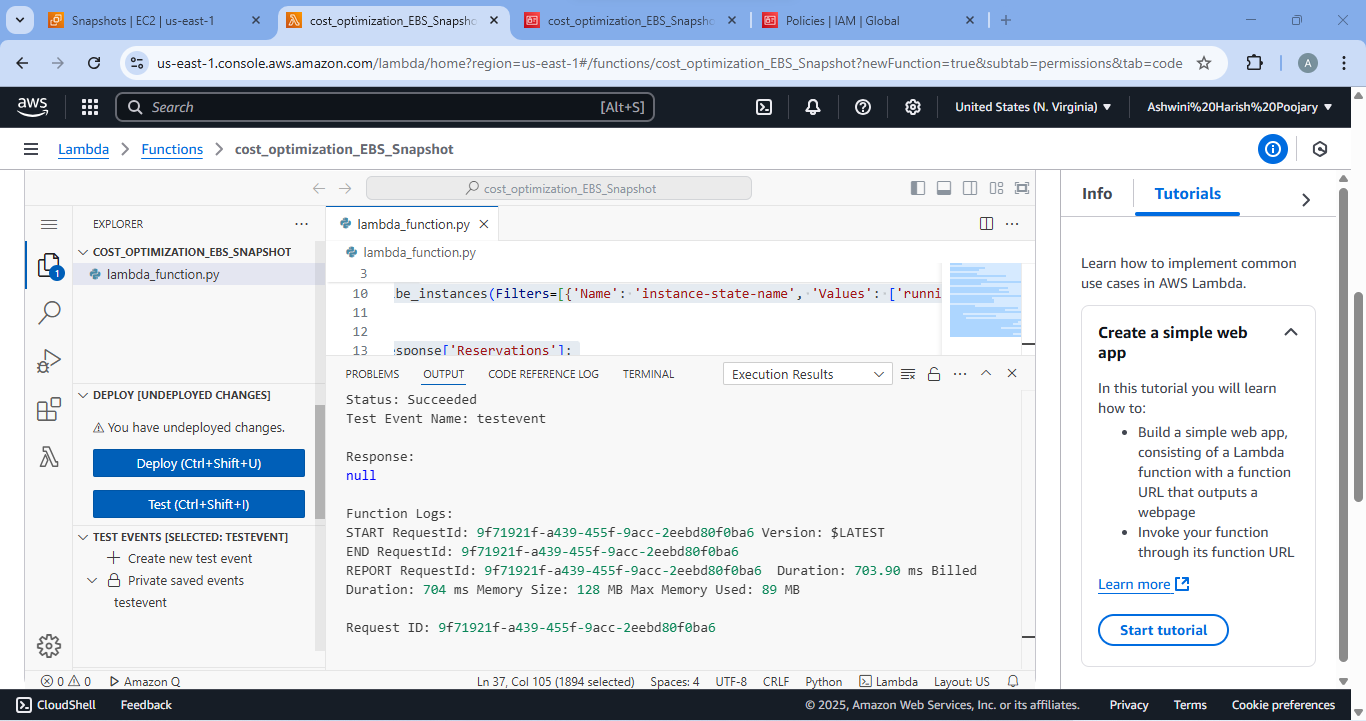 Snapshots | EC2 | us-east-1
cost_optimization_EBS_Snapsho
cost_optimization_EBS_Snapsho
Policies | IAM | Global
us-east-1.console.aws.amazon.com/lambda/home?region=us-east-1#/functions/cost_optimization_EBS_Snapshot?newFunction=true&subtab=permissions&tab=code
A
aws
Search
[Alt+S]
United States (N. Virginia)
Ashwini%20Harish%20Poojary
Lambda > Functions > cost_optimization_EBS_Snapshot
cost_optimization_EBS_Snapshot
Info
Tutorials
EXPLORER
COST_OPTIMIZATION_EBS_SNAPSHOT
1
lambda_function.py
lambda_function.py
lambda_function.py
3
10 be_instances(Filters=[{'Name': 'instance-state-name', 'Values': ['runni
11
12
13 sponse['Reservations']:
DEPLOY [UNDEPLOYED CHANGES]
You have undeployed changes.
Deploy (Ctrl+Shift+U)
Test (Ctrl+Shift+I)
TEST EVENTS [SELECTED: TESTEVENT]
Create new test event
Private saved events
testevent
PROBLEMS
OUTPUT
CODE REFERENCE LOG
TERMINAL
Execution Results
Status: Succeeded
Test Event Name: testevent
Response:
null
Function Logs:
START RequestId: 9f71921f-a439-455f-9acc-2eebd80f0ba6 Version: $LATEST
END RequestId: 9f71921f-a439-455f-9acc-2eebd80f0ba6
REPORT RequestId: 9f71921f-a439-455f-9acc-2eebd80f0ba6 Duration: 703.90 ms Billed
Duration: 704 ms Memory Size: 128 MB Max Memory Used: 89 MB
Request ID: 9f71921f-a439-455f-9acc-2eebd80f0ba6
Learn how to implement common
use cases in AWS Lambda.
Create a simple web
app
In this tutorial you will learn
how to:
• Build a simple web app,
consisting of a Lambda
function with a function
URL that outputs a
webpage
• Invoke your function
through its function URL
Learn more
Start tutorial
0 0
Amazon Q
Ln 37, Col 105 (1894 selected)
Spaces: 4
UTF-8
CRLF
Python
Lambda
Layout: US
CloudShell
Feedback
© 2025, Amazon Web Services, Inc. or its affiliates.
Privacy
Terms
Cookie preferences